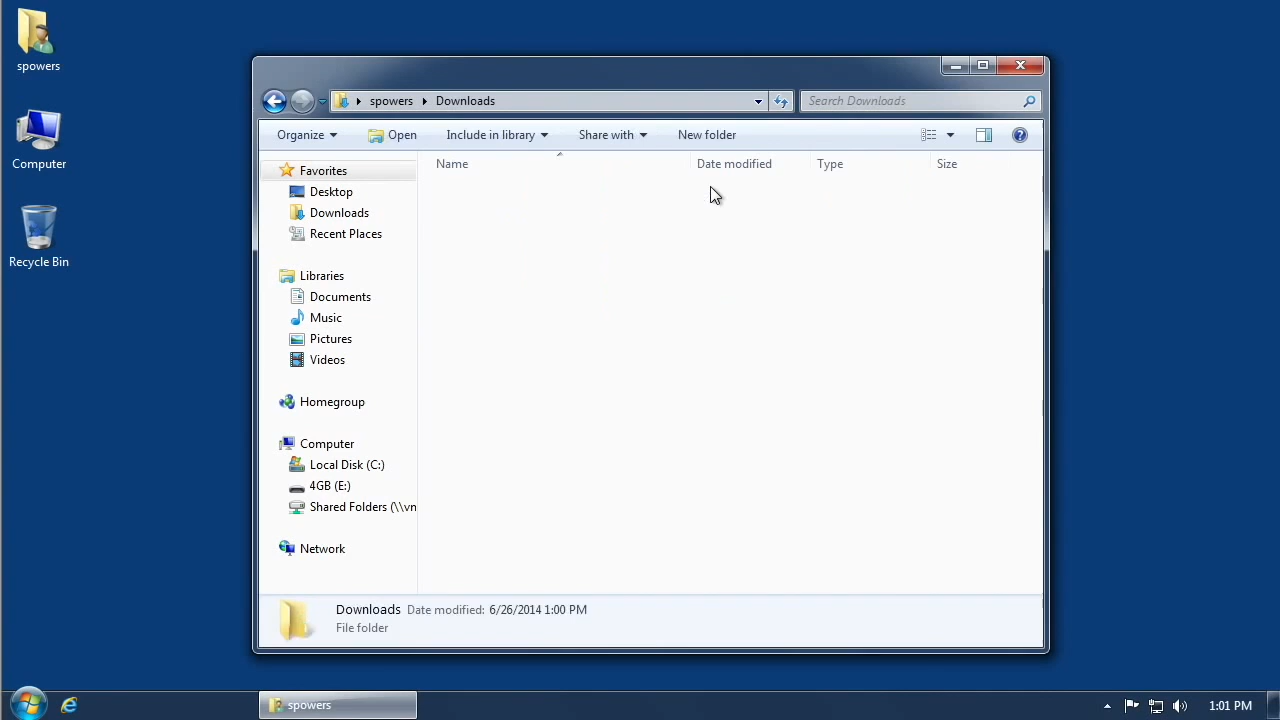 spowers
Computer
Recycle Bin
spowers Downloads
Search Downloads
Organize Open Include in library Share with New folder
Name Date modified Type Size
Favorites
Desktop
Downloads
Recent Places
Libraries
Documents
Music
Pictures
Videos
Homegroup
Computer
Local Disk (C:)
4GB (E:)
Shared Folders (\\vn
Network
Downloads Date modified: 6/26/2014 1:00 PM
File folder
spowers
1:01 PM